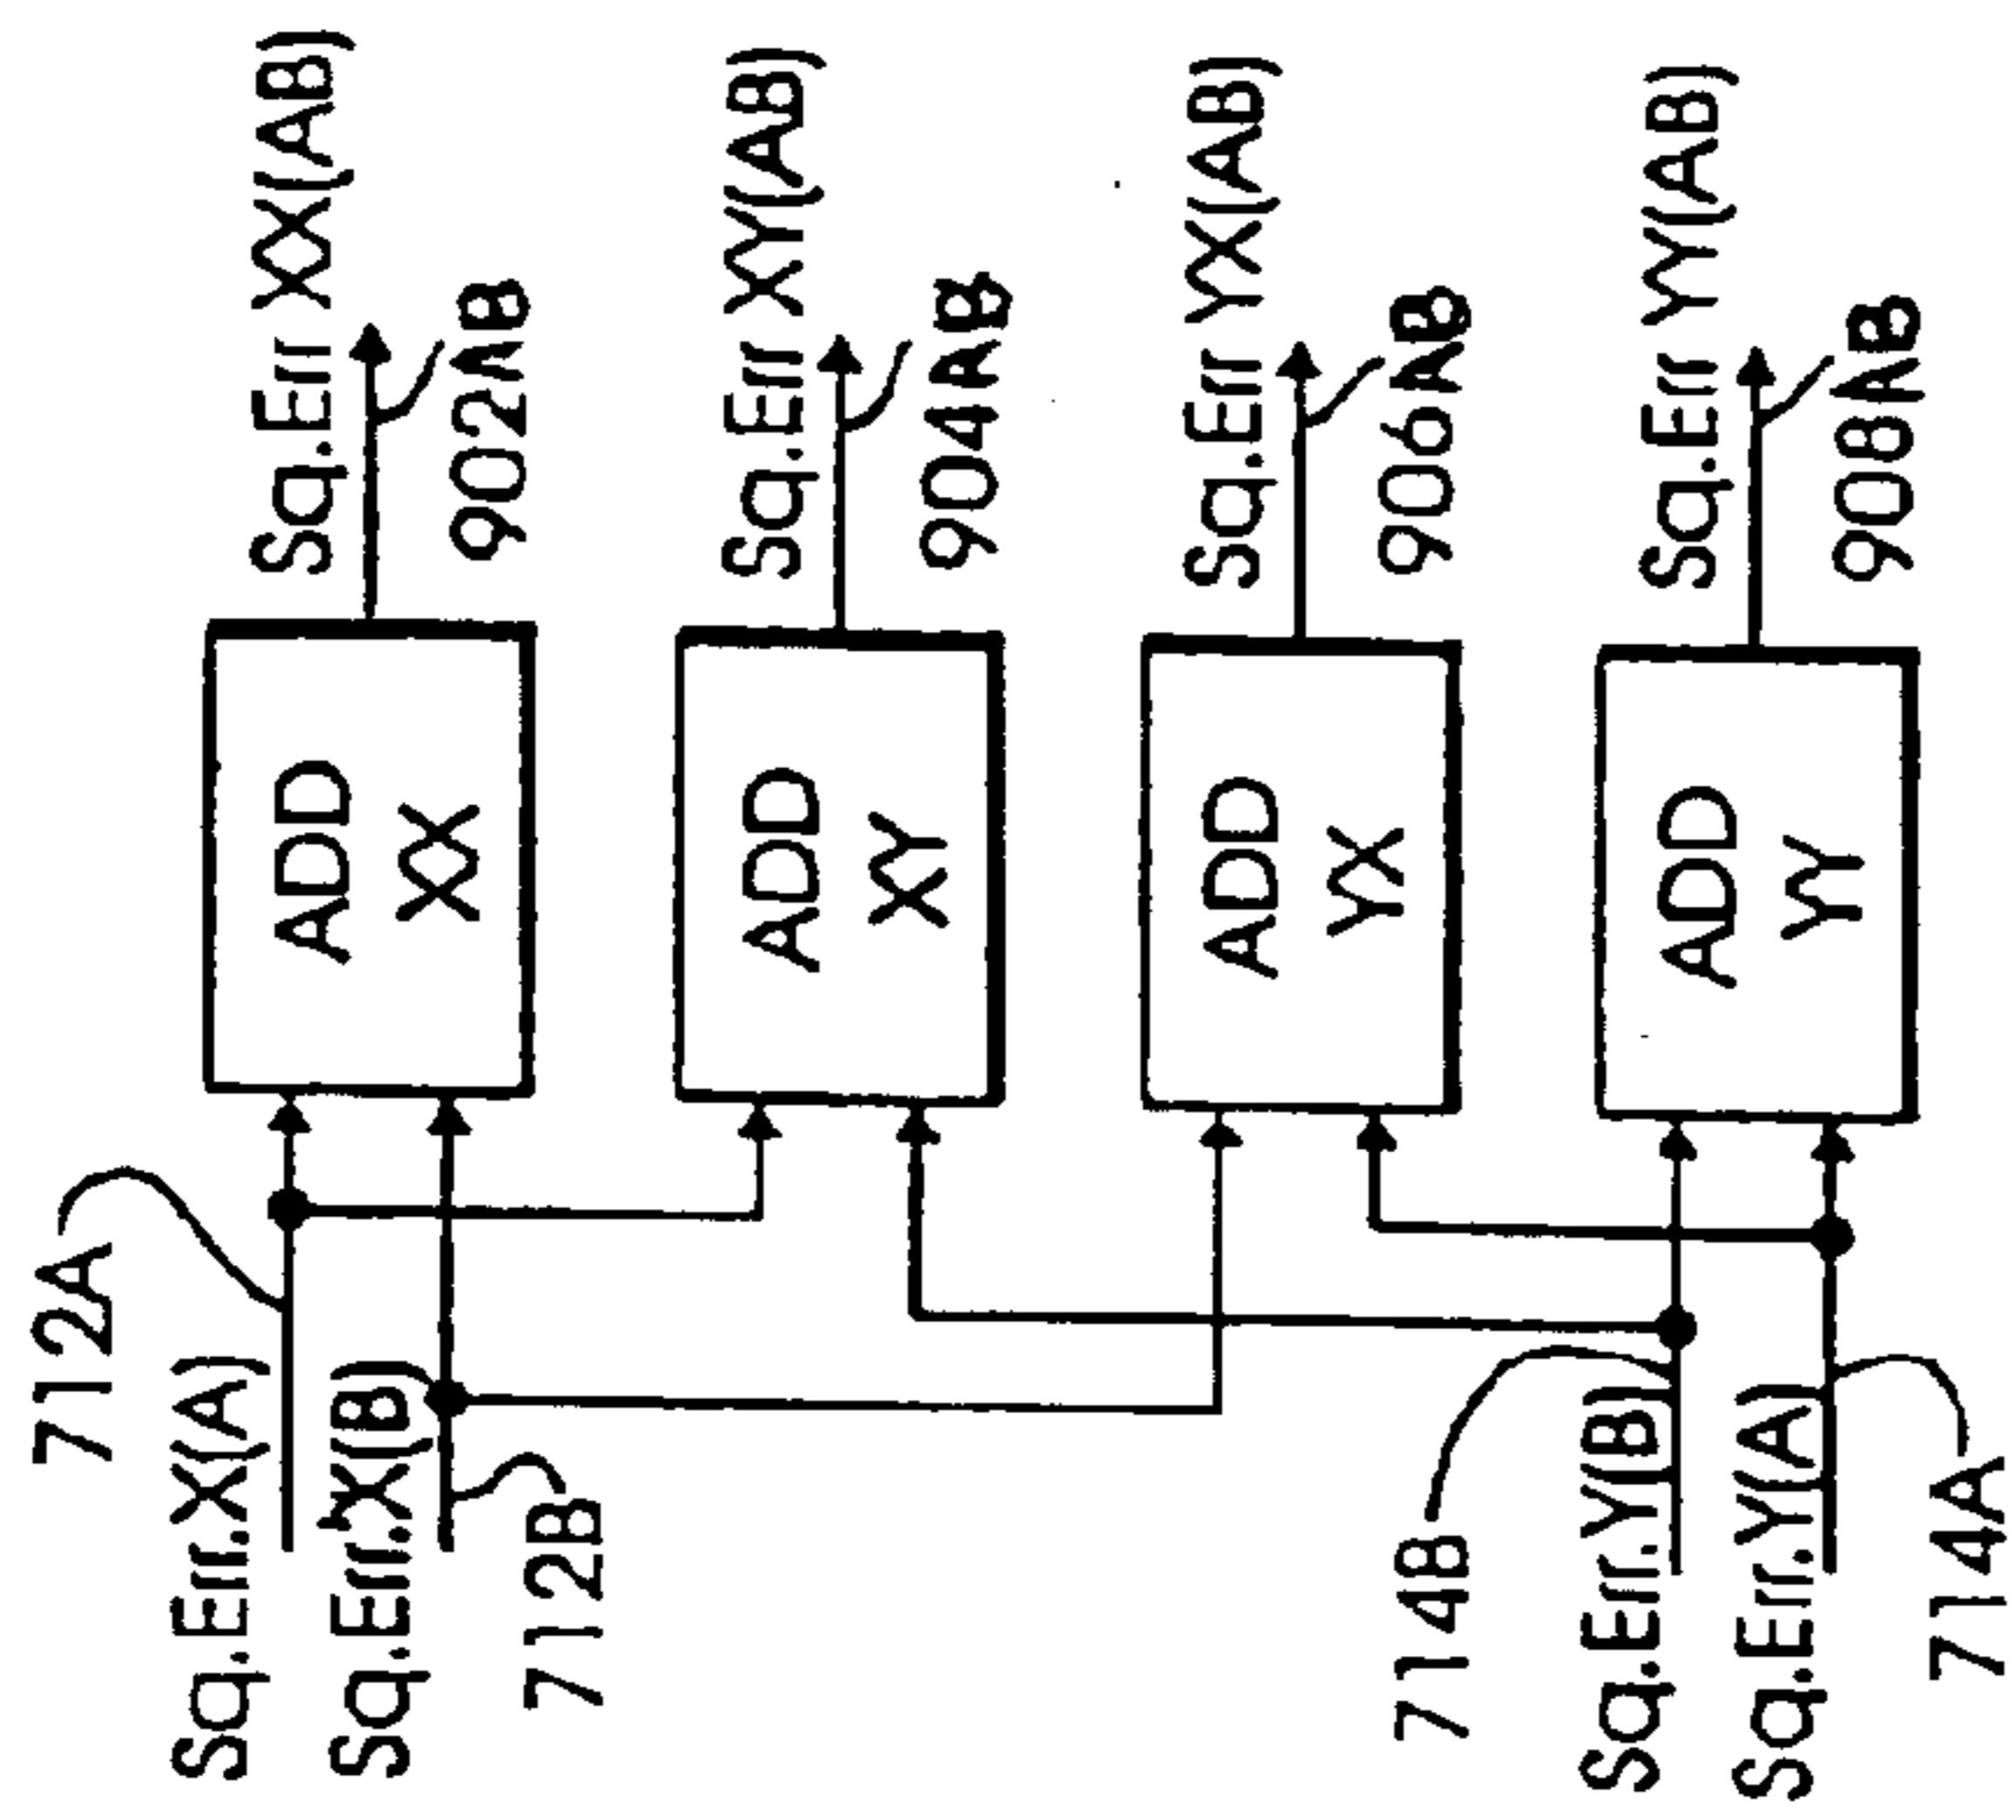 712A
Sq.Err.X(A)
Sq.Err.X(B)
712B
ADD
XX
Sq.Err XX(AB)
902AB
ADD
XY
Sq.Err XY(AB)
904AB
ADD
YX
Sq.Err YX(AB)
906AB
714B
Sq.Err.Y(B)
Sq.Err.Y(A)
714A
ADD
YY
Sq.Err YY(AB)
908AB